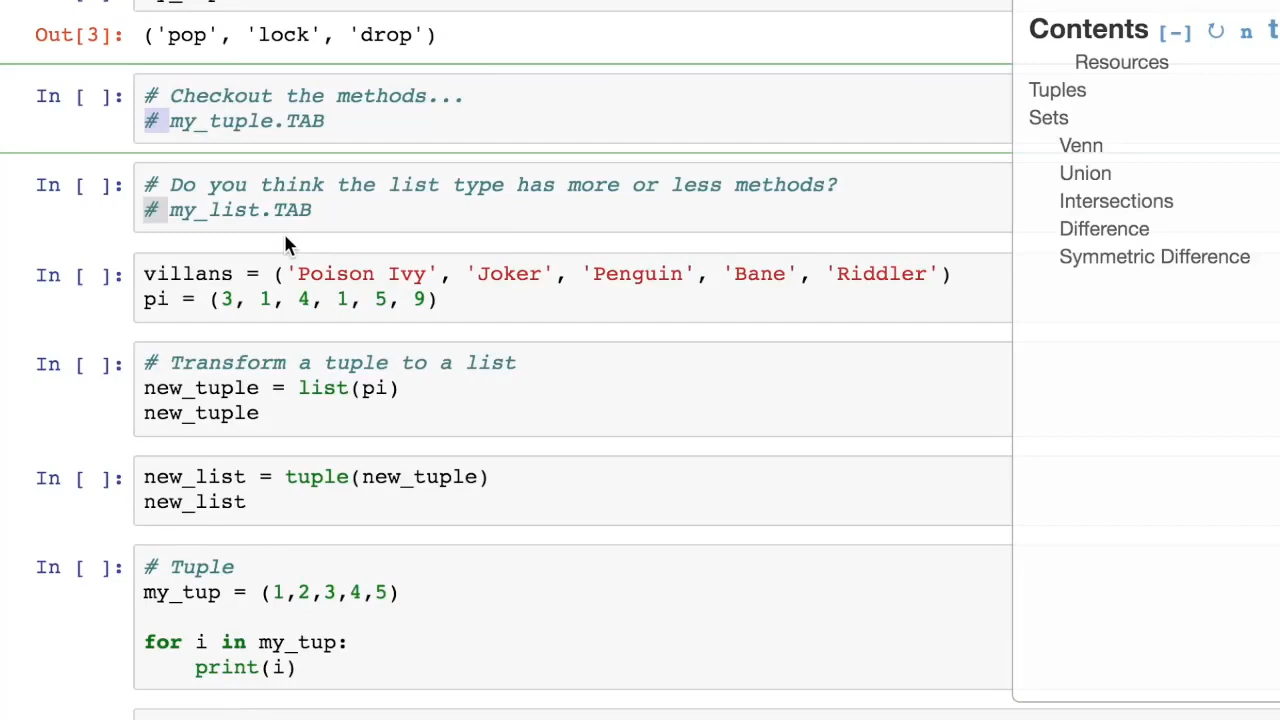 Out[3]: ('pop', 'lock', 'drop')
In [ ]: # Checkout the methods...
# my_tuple.TAB
In [ ]: # Do you think the list type has more or less methods?
# my_list.TAB
In [ ]: villans = ('Poison Ivy', 'Joker', 'Penguin', 'Bane', 'Riddler')
pi = (3, 1, 4, 1, 5, 9)
In [ ]: # Transform a tuple to a list
new_tuple = list(pi)
new_tuple
In [ ]: new_list = tuple(new_tuple)
new_list
In [ ]: # Tuple
my_tup = (1,2,3,4,5)
for i in my_tup:
    print(i)
Contents [-] ↻ n t
Resources
Tuples
Sets
Venn
Union
Intersections
Difference
Symmetric Difference